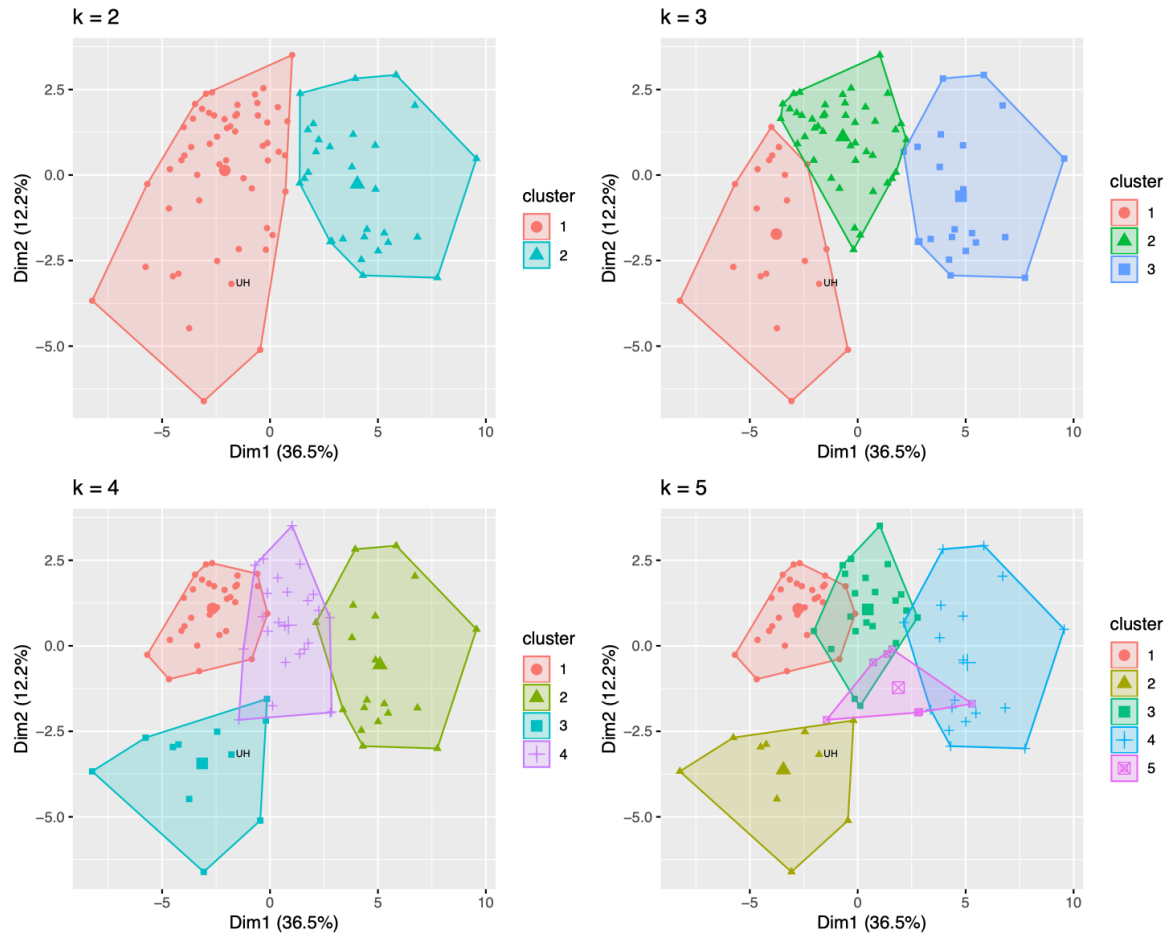 k = 2
2.5
0.0
−2.5
−5.0
Dim2 (12.2%)
UH
−5
0
5
10
Dim1 (36.5%)
cluster
1
2
k = 3
2.5
0.0
−2.5
−5.0
Dim2 (12.2%)
UH
−5
0
5
10
Dim1 (36.5%)
cluster
1
2
3
k = 4
2.5
0.0
−2.5
−5.0
Dim2 (12.2%)
UH
−5
0
5
10
Dim1 (36.5%)
cluster
1
2
3
4
k = 5
2.5
0.0
−2.5
−5.0
Dim2 (12.2%)
UH
−5
0
5
10
Dim1 (36.5%)
cluster
1
2
3
4
5